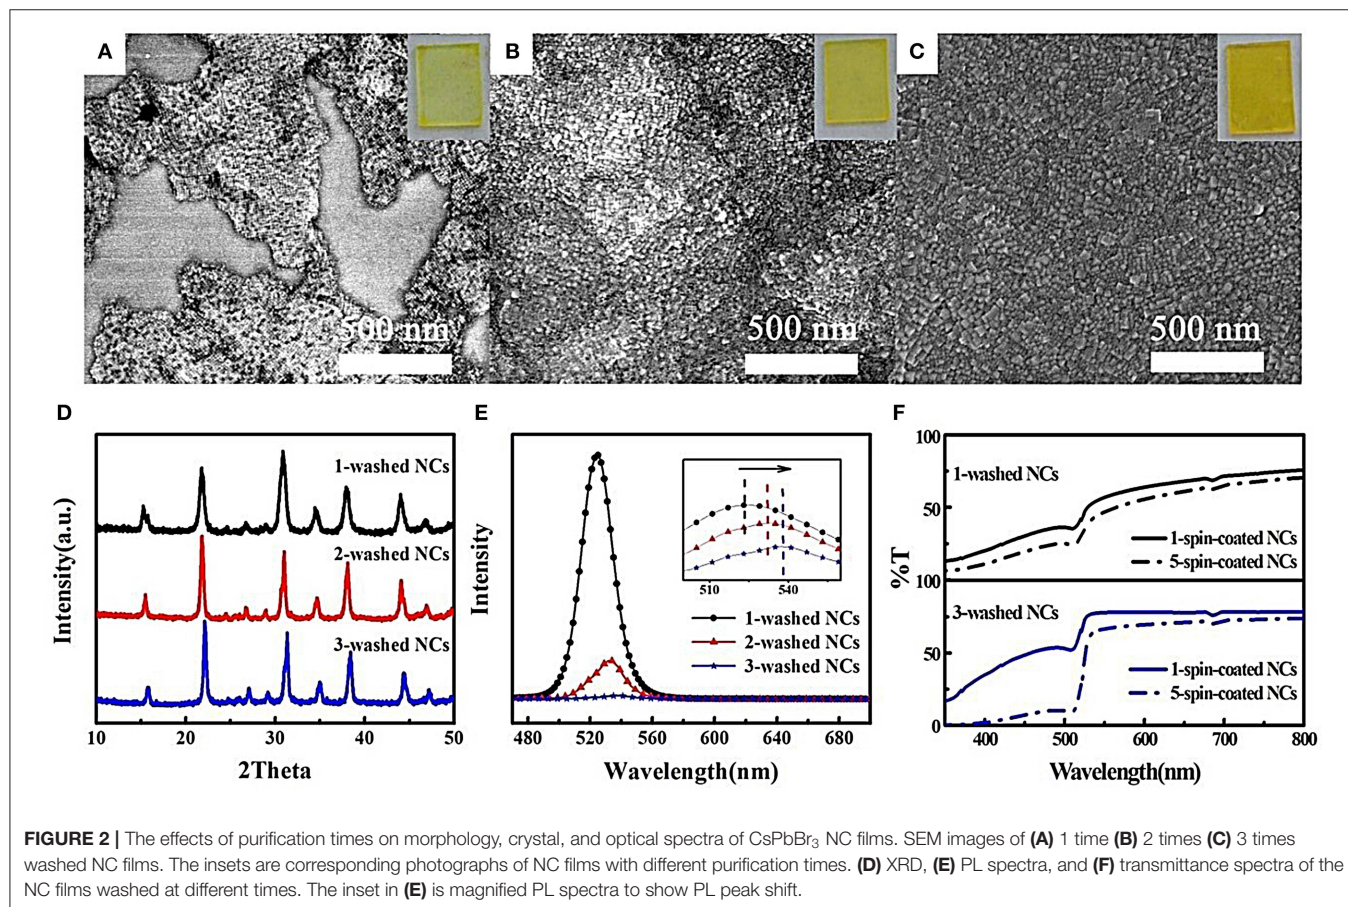 A
B
C
500 nm
500 nm
500 nm
D
E
F
Intensity(a.u.)
1-washed NCs
2-washed NCs
3-washed NCs
10 20 30 40 50
2Theta
Intensity
510 540
1-washed NCs
2-washed NCs
3-washed NCs
480 520 560 600 640 680
Wavelength(nm)
%T
100
50
1-washed NCs
1-spin-coated NCs
5-spin-coated NCs
100
50
0
3-washed NCs
1-spin-coated NCs
5-spin-coated NCs
400 500 600 700 800
Wavelength(nm)
FIGURE 2 | The effects of purification times on morphology, crystal, and optical spectra of CsPbBr₃ NC films. SEM images of (A) 1 time (B) 2 times (C) 3 times
washed NC films. The insets are corresponding photographs of NC films with different purification times. (D) XRD, (E) PL spectra, and (F) transmittance spectra of the
NC films washed at different times. The inset in (E) is magnified PL spectra to show PL peak shift.